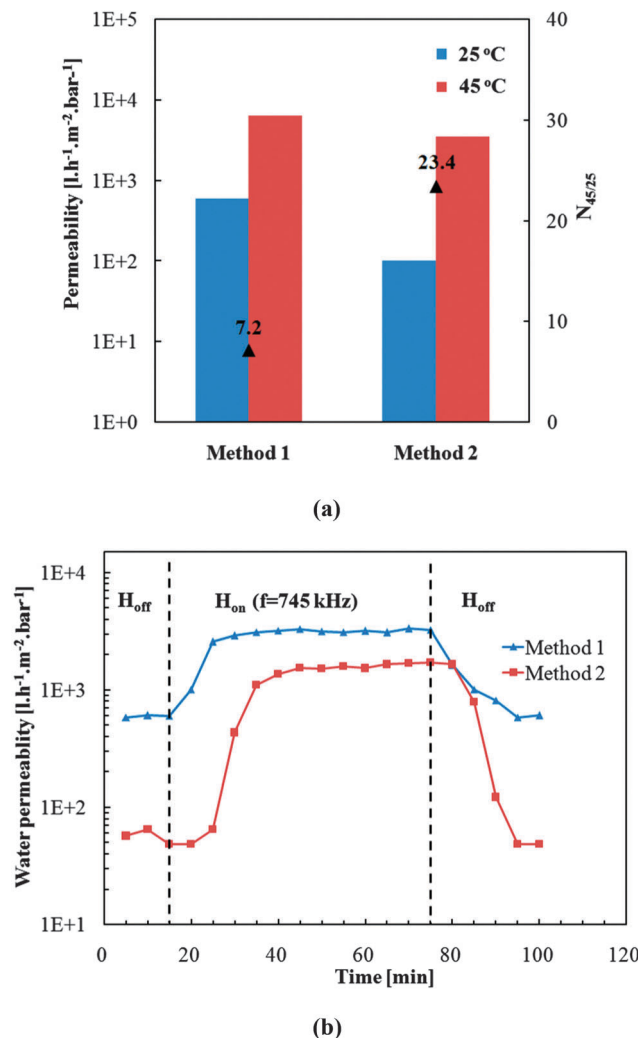 1E+5
1E+4
1E+3
1E+2
1E+1
1E+0
Permeability [l.h⁻¹.m⁻².bar⁻¹]
25 °C
45 °C
7.2
23.4
40
30
20
10
0
N45/25
Method 1 Method 2
(a)
1E+4
1E+3
1E+2
1E+1
Water permeablity [l.h⁻¹.m⁻².bar⁻¹]
Hoff Hon (f=745 kHz) Hoff
Method 1
Method 2
0 20 40 60 80 100 120
Time [min]
(b)